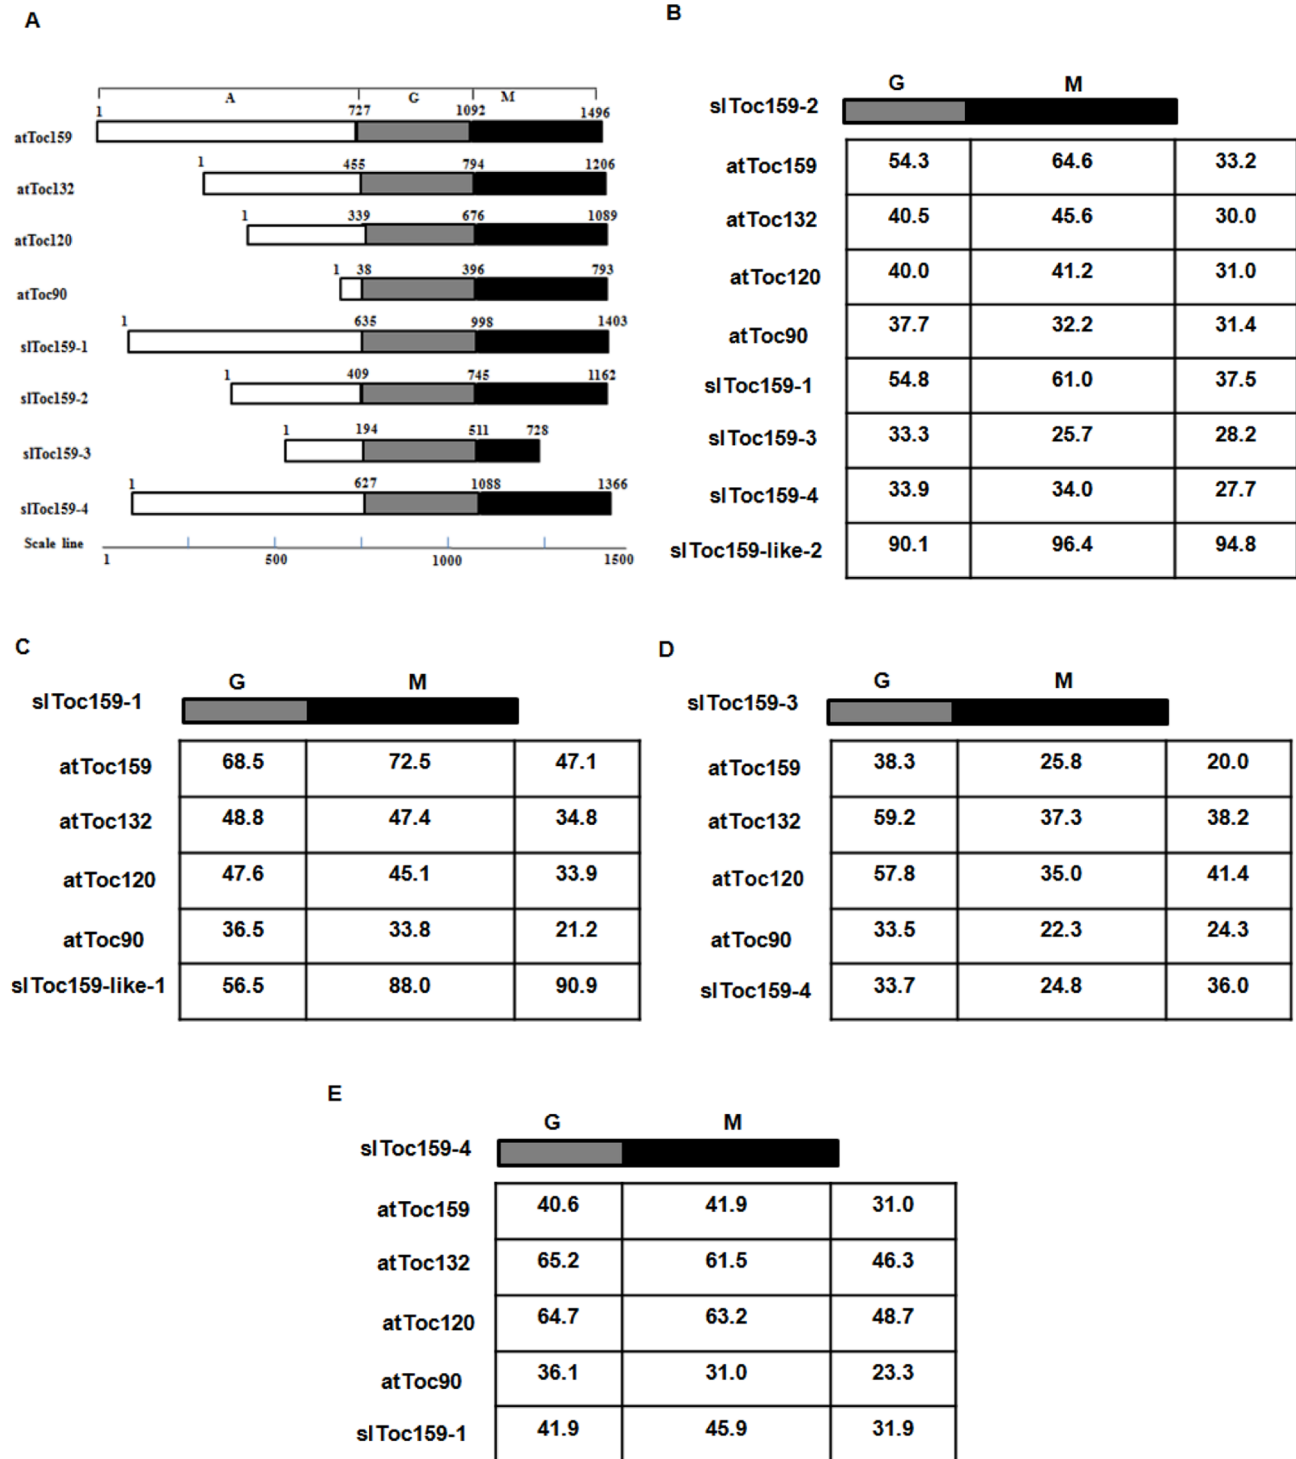 A
A G M
1 727 1092 1496
atToc159
1 455 794 1206
atToc132
1 339 676 1089
atToc120
1 38 396 793
atToc90
1 635 998 1403
slToc159-1
1 409 745 1162
slToc159-2
1 194 511 728
slToc159-3
1 627 1088 1366
slToc159-4
Scale line
1 500 1000 1500
B
G M
slToc159-2
atToc159 54.3 64.6 33.2
atToc132 40.5 45.6 30.0
atToc120 40.0 41.2 31.0
atToc90 37.7 32.2 31.4
slToc159-1 54.8 61.0 37.5
slToc159-3 33.3 25.7 28.2
slToc159-4 33.9 34.0 27.7
slToc159-like-2 90.1 96.4 94.8
C
G M
slToc159-1
atToc159 68.5 72.5 47.1
atToc132 48.8 47.4 34.8
atToc120 47.6 45.1 33.9
atToc90 36.5 33.8 21.2
slToc159-like-1 56.5 88.0 90.9
D
G M
slToc159-3
atToc159 38.3 25.8 20.0
atToc132 59.2 37.3 38.2
atToc120 57.8 35.0 41.4
atToc90 33.5 22.3 24.3
slToc159-4 33.7 24.8 36.0
E
G M
slToc159-4
atToc159 40.6 41.9 31.0
atToc132 65.2 61.5 46.3
atToc120 64.7 63.2 48.7
atToc90 36.1 31.0 23.3
slToc159-1 41.9 45.9 31.9